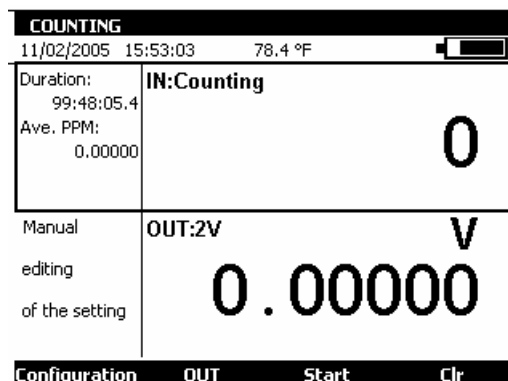 COUNTING
11/02/2005 15:53:03 78.4 °F
Duration:
99:48:05.4
Ave. PPM:
0.00000
IN:Counting
0
Manual
editing
of the setting
OUT:2V
V
0.00000
Configuration OUT Start Clr